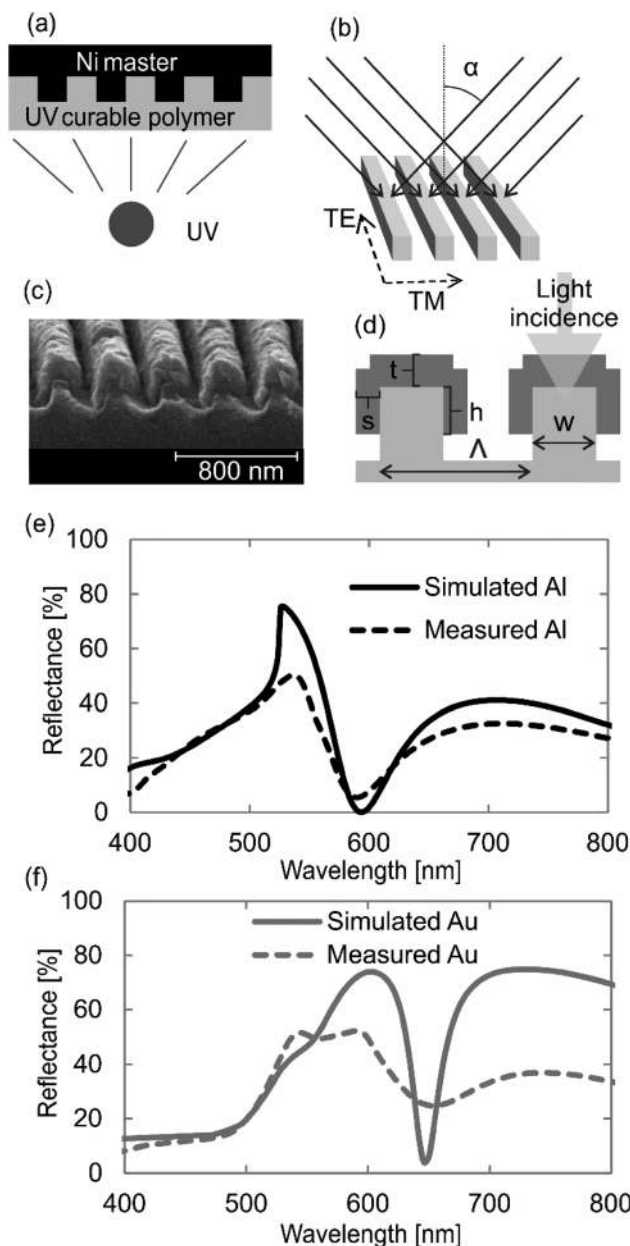 (a)
Ni master
UV curable polymer
UV
(b)
α
TE
TM
(c)
800 nm
(d)
Light
incidence
t
s
h
w
Λ
(e)
Reflectance [%]
100
80
60
40
20
0
Simulated Al
Measured Al
400 500 600 700 800
Wavelength [nm]
(f)
Reflectance [%]
100
80
60
40
20
0
Simulated Au
Measured Au
400 500 600 700 800
Wavelength [nm]